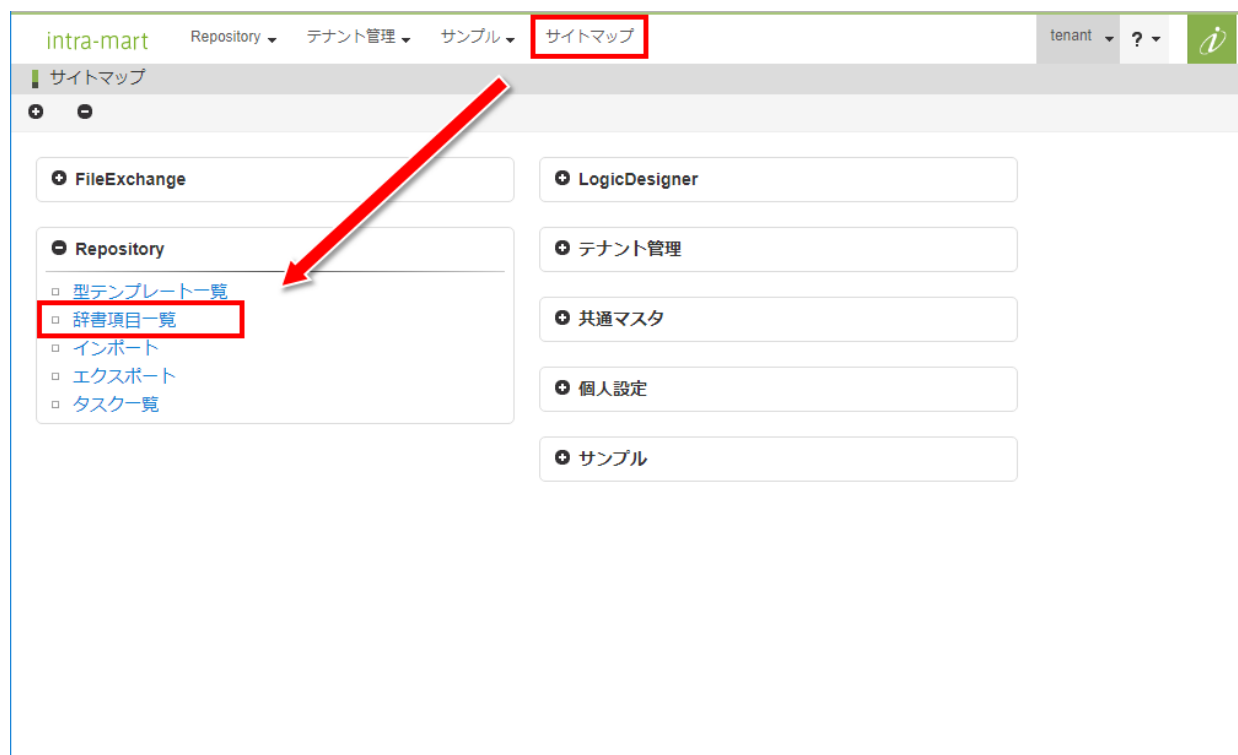 intra-mart Repository テナント管理 サンプル サイトマップ tenant ?
サイトマップ
FileExchange
Repository
型テンプレート一覧
辞書項目一覧
インポート
エクスポート
タスク一覧
LogicDesigner
テナント管理
共通マスタ
個人設定
サンプル